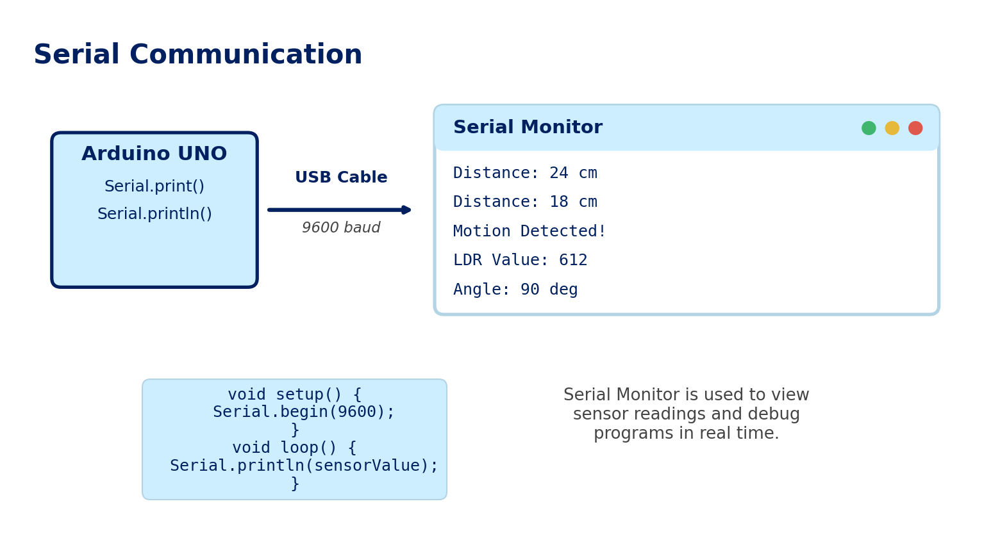 Serial Communication
Arduino UNO
Serial.print()
Serial.println()
USB Cable
9600 baud
Serial Monitor
Distance: 24 cm
Distance: 18 cm
Motion Detected!
LDR Value: 612
Angle: 90 deg
void setup() {
Serial.begin(9600);
}
void loop() {
Serial.println(sensorValue);
}
Serial Monitor is used to view
sensor readings and debug
programs in real time.